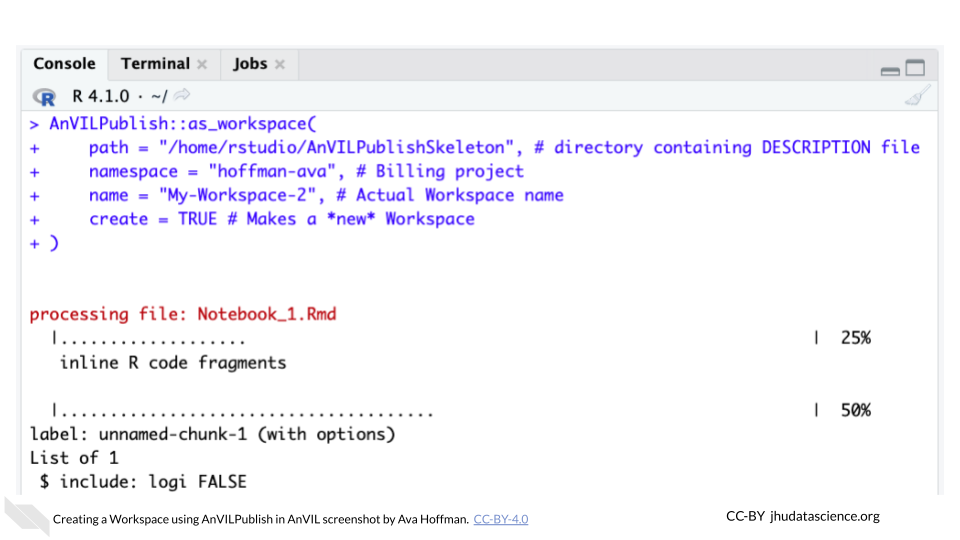 Console Terminal × Jobs ×
R R 4.1.0 · ~/
> AnVILPublish::as_workspace(
+     path = "/home/rstudio/AnVILPublishSkeleton", # directory containing DESCRIPTION file
+     namespace = "hoffman-ava", # Billing project
+     name = "My-Workspace-2", # Actual Workspace name
+     create = TRUE # Makes a *new* Workspace
+ )
processing file: Notebook_1.Rmd
  |...................                                                          |  25%
   inline R code fragments
  |......................................                                       |  50%
label: unnamed-chunk-1 (with options)
List of 1
 $ include: logi FALSE
Creating a Workspace using AnVILPublish in AnVIL screenshot by Ava Hoffman. CC-BY-4.0
CC-BY jhudatascience.org